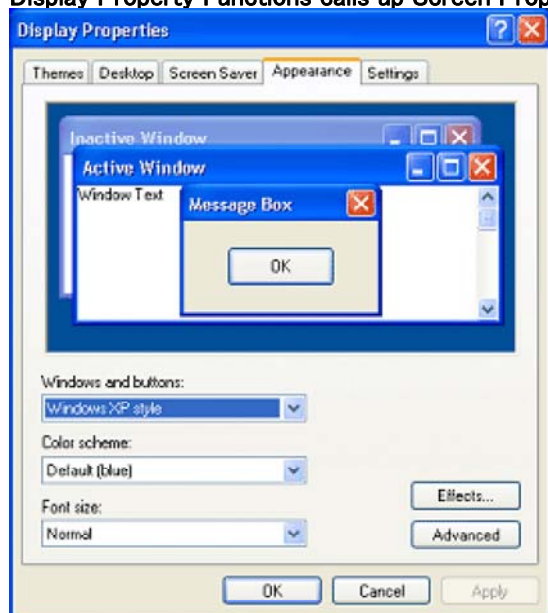 Display Property Functions calls up Screen Prop
Display Properties
Themes Desktop Screen Saver Appearance Settings
Inactive Window
Active Window
Window Text
Message Box
OK
Windows and buttons:
Windows XP style
Color scheme:
Default (blue)
Font size:
Normal
Effects...
Advanced
OK Cancel Apply